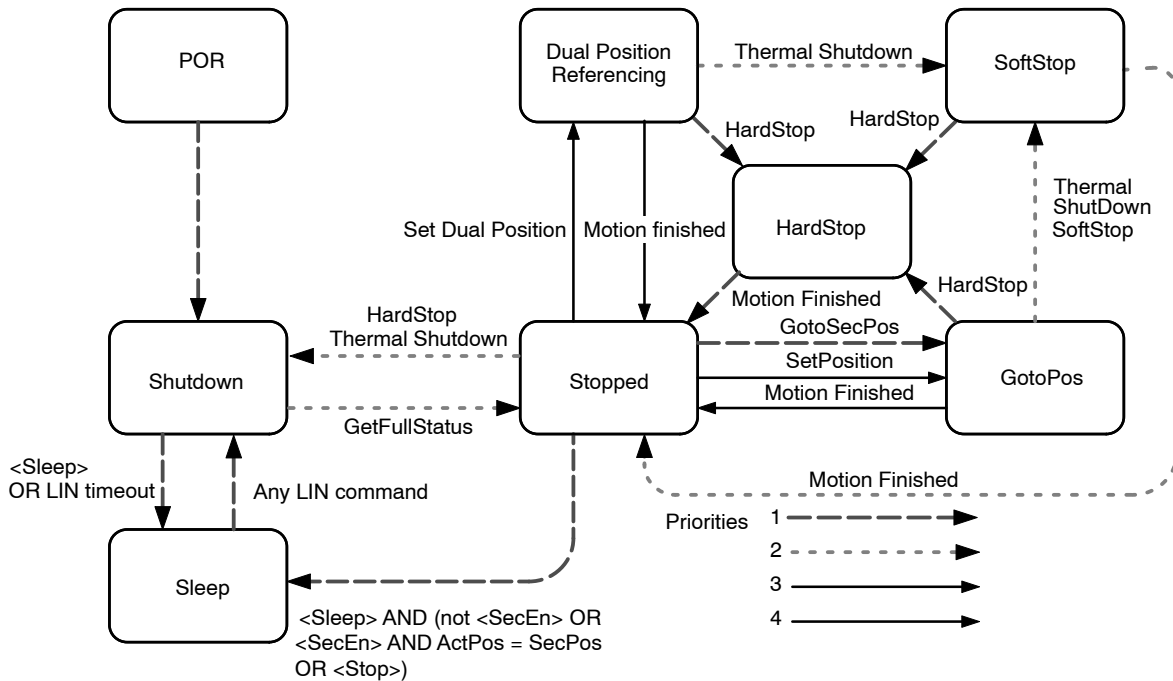 POR
Dual Position
Referencing
Thermal Shutdown
SoftStop
HardStop
HardStop
Thermal
ShutDown
SoftStop
HardStop
Set Dual Position
Motion finished
HardStop
Motion Finished
HardStop
Thermal Shutdown
GotoSecPos
SetPosition
Motion Finished
Shutdown
Stopped
GotoPos
GetFullStatus
<Sleep>
OR LIN timeout
Any LIN command
Motion Finished
Priorities
1
2
3
4
Sleep
<Sleep> AND (not <SecEn> OR
<SecEn> AND ActPos = SecPos
OR <Stop>)